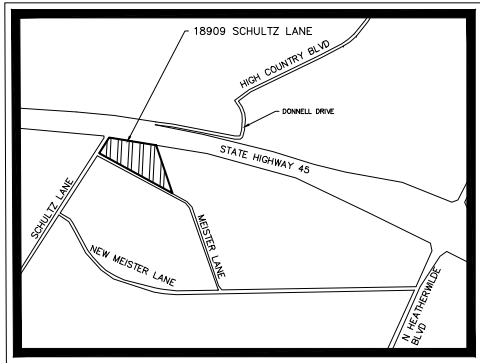 18909 SCHULTZ LANE
HIGH COUNTRY BLVD
DONNELL DRIVE
STATE HIGHWAY 45
SCHULTZ LANE
MEISTER LANE
NEW MEISTER LANE
N HEATHERWILDE
BLVD